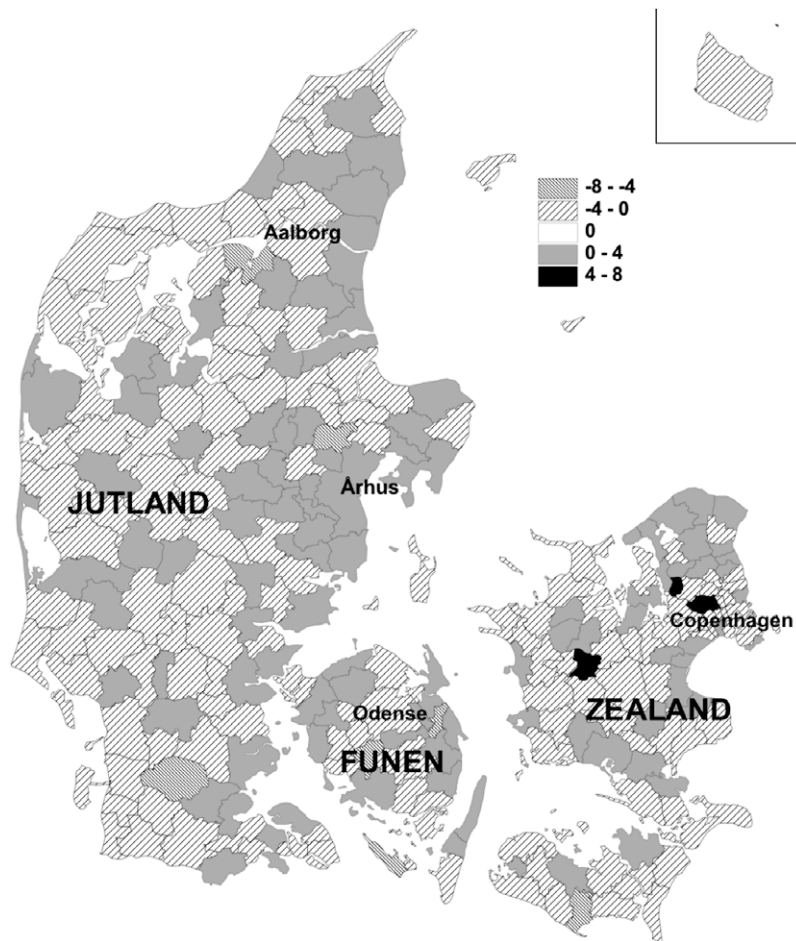 -8 - -4
-4 - 0
0
0 - 4
4 - 8
Aalborg
JUTLAND
Århus
Copenhagen
ZEALAND
Odense
FUNEN